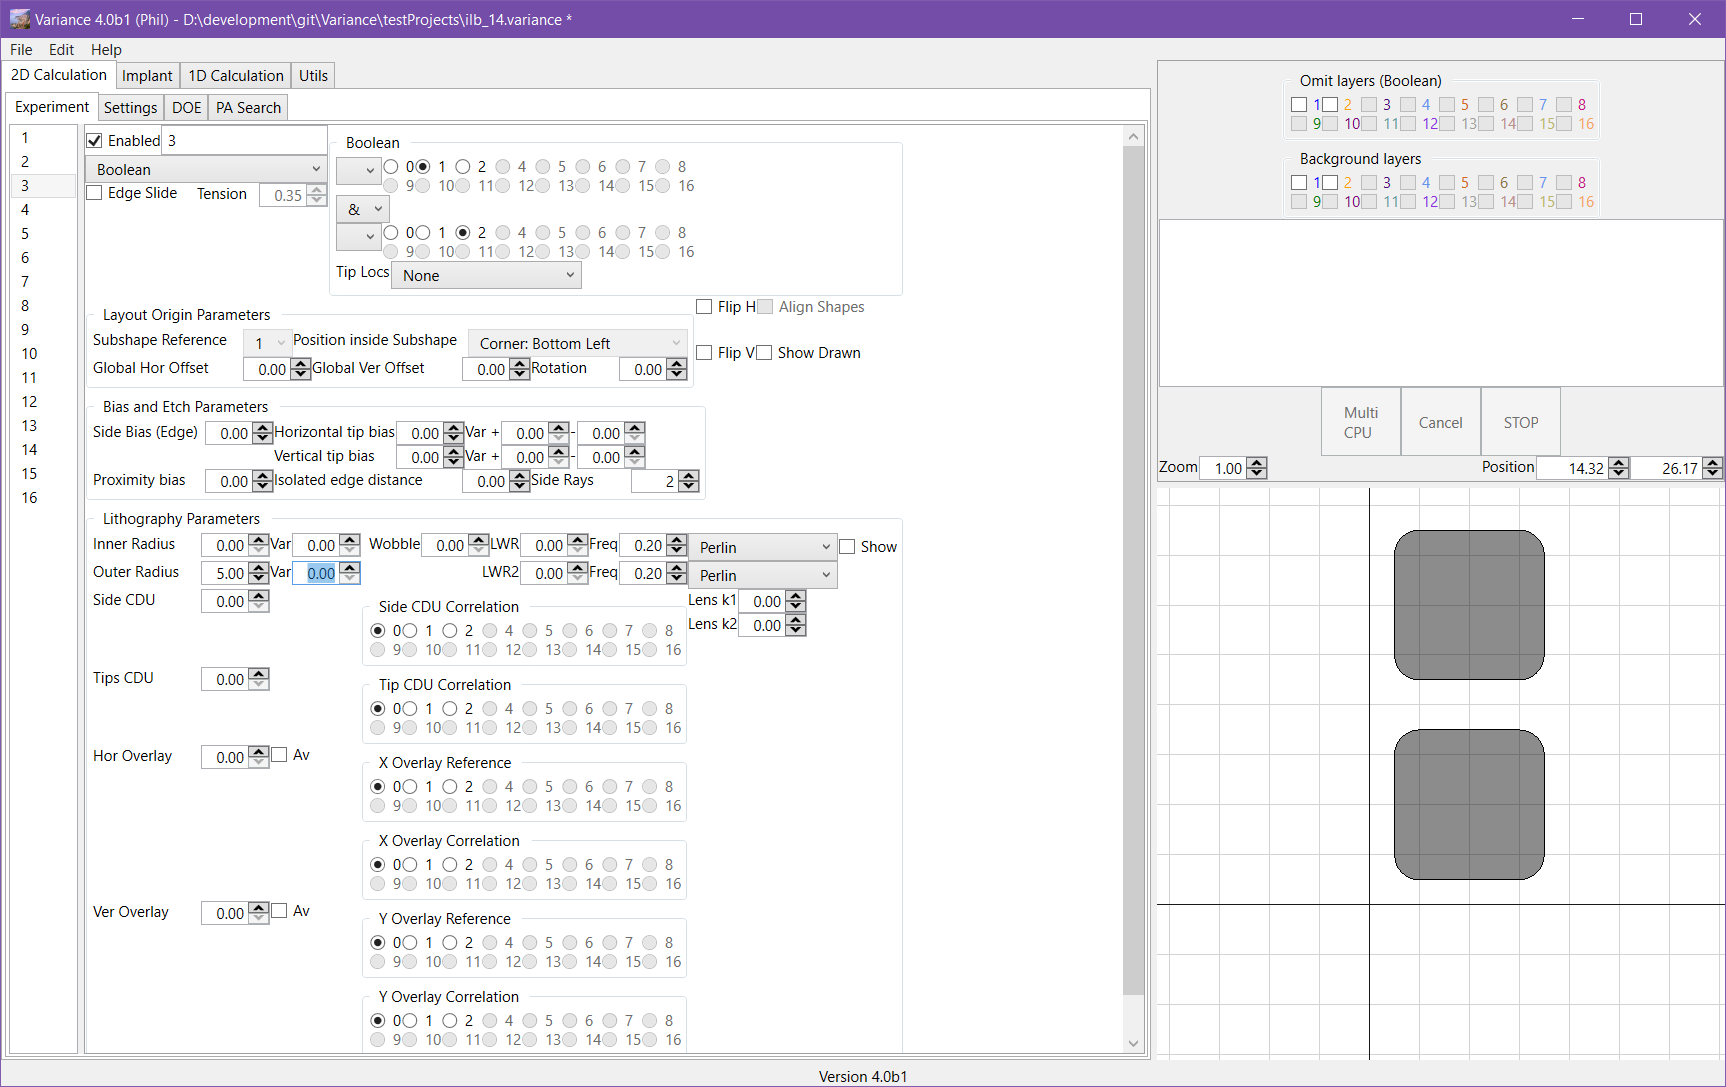 Variance 4.0b1 (Phil) - D:\development\git\Variance\testProjects\ilb_14.variance *
File Edit Help
2D Calculation Implant 1D Calculation Utils
Experiment Settings DOE PA Search
1
2
3
4
5
6
7
8
9
10
11
12
13
14
15
16
Enabled 3
Boolean
Edge Slide Tension 0.35
Boolean
0 1 2 4 5 6 7 8
9 10 11 12 13 14 15 16
&
0 1 2 4 5 6 7 8
9 10 11 12 13 14 15 16
Tip Locs None
Layout Origin Parameters
Subshape Reference 1 Position inside Subshape Corner: Bottom Left
Global Hor Offset 0.00 Global Ver Offset 0.00 Rotation 0.00
Flip H Align Shapes
Flip V Show Drawn
Bias and Etch Parameters
Side Bias (Edge) 0.00 Horizontal tip bias 0.00 Var + 0.00 - 0.00
Vertical tip bias 0.00 Var + 0.00 - 0.00
Proximity bias 0.00 Isolated edge distance 0.00 Side Rays 2
Lithography Parameters
Inner Radius 0.00 Var 0.00 Wobble 0.00 LWR 0.00 Freq 0.20 Perlin Show
Outer Radius 5.00 Var 0.00 LWR2 0.00 Freq 0.20 Perlin
Side CDU 0.00
Lens k1 0.00
Lens k2 0.00
Side CDU Correlation
0 1 2 4 5 6 7 8
9 10 11 12 13 14 15 16
Tips CDU 0.00
Tip CDU Correlation
0 1 2 4 5 6 7 8
9 10 11 12 13 14 15 16
Hor Overlay 0.00 Av
X Overlay Reference
0 1 2 4 5 6 7 8
9 10 11 12 13 14 15 16
X Overlay Correlation
0 1 2 4 5 6 7 8
9 10 11 12 13 14 15 16
Ver Overlay 0.00 Av
Y Overlay Reference
0 1 2 4 5 6 7 8
9 10 11 12 13 14 15 16
Y Overlay Correlation
0 1 2 4 5 6 7 8
9 10 11 12 13 14 15 16
Omit layers (Boolean)
1 2 3 4 5 6 7 8
9 10 11 12 13 14 15 16
Background layers
1 2 3 4 5 6 7 8
9 10 11 12 13 14 15 16
Multi CPU
Cancel
STOP
Zoom 1.00 Position 14.32 26.17
Version 4.0b1